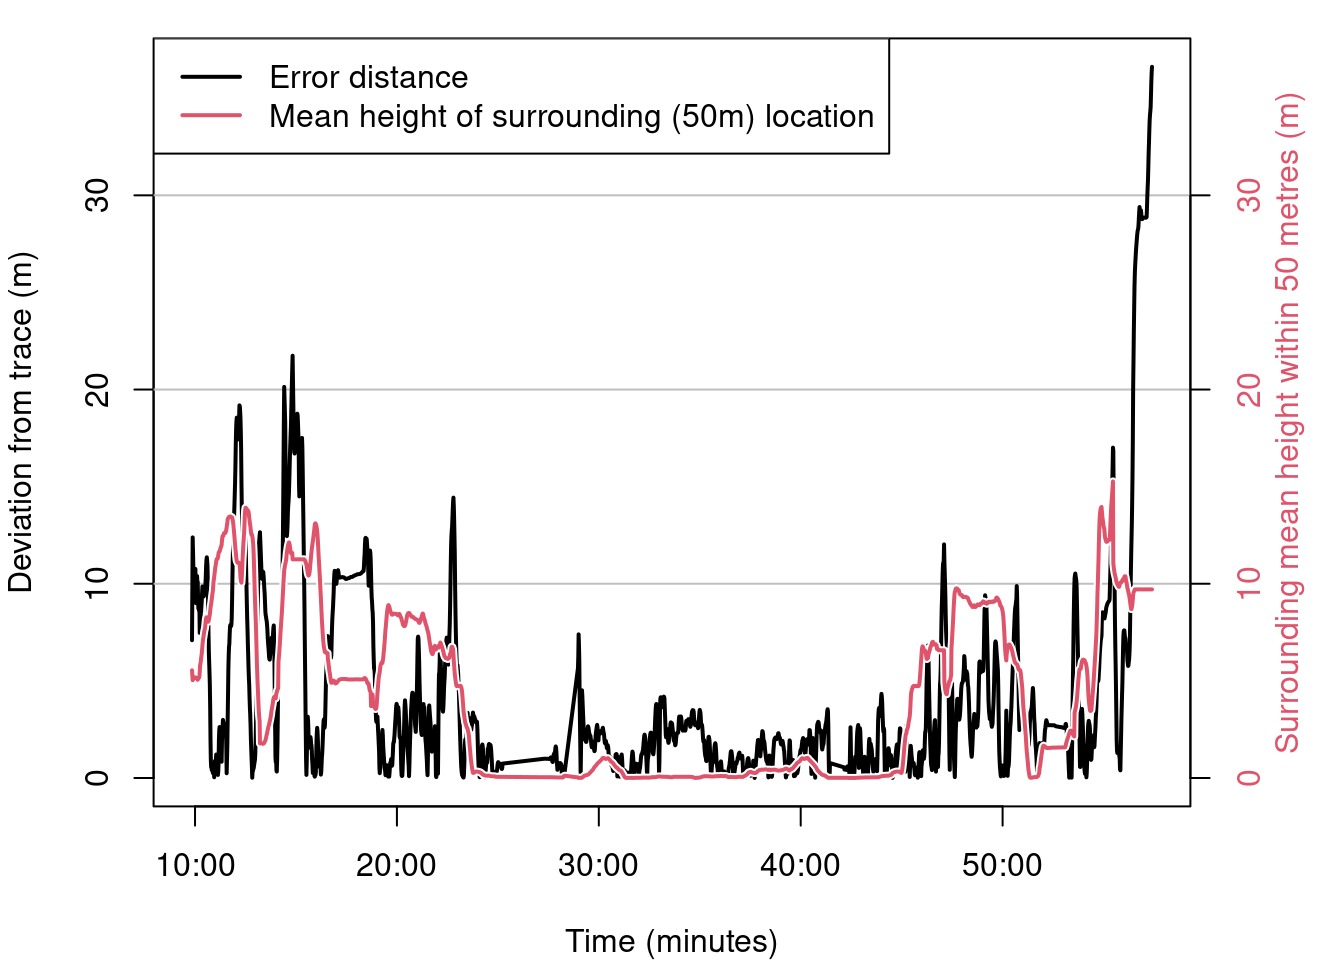 Error distance
Mean height of surrounding (50m) location
Deviation from trace (m)
0
10
20
30
Surrounding mean height within 50 metres (m)
0
10
20
30
10:00
20:00
30:00
40:00
50:00
Time (minutes)